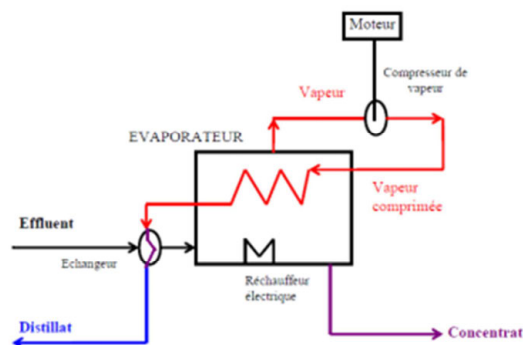 Moteur
Compresseur de
vapeur
Vapeur
EVAPORATEUR
Vapeur
comprimée
Effluent
Echangeur
Réchauffeur
électrique
Distillat
Concentrat